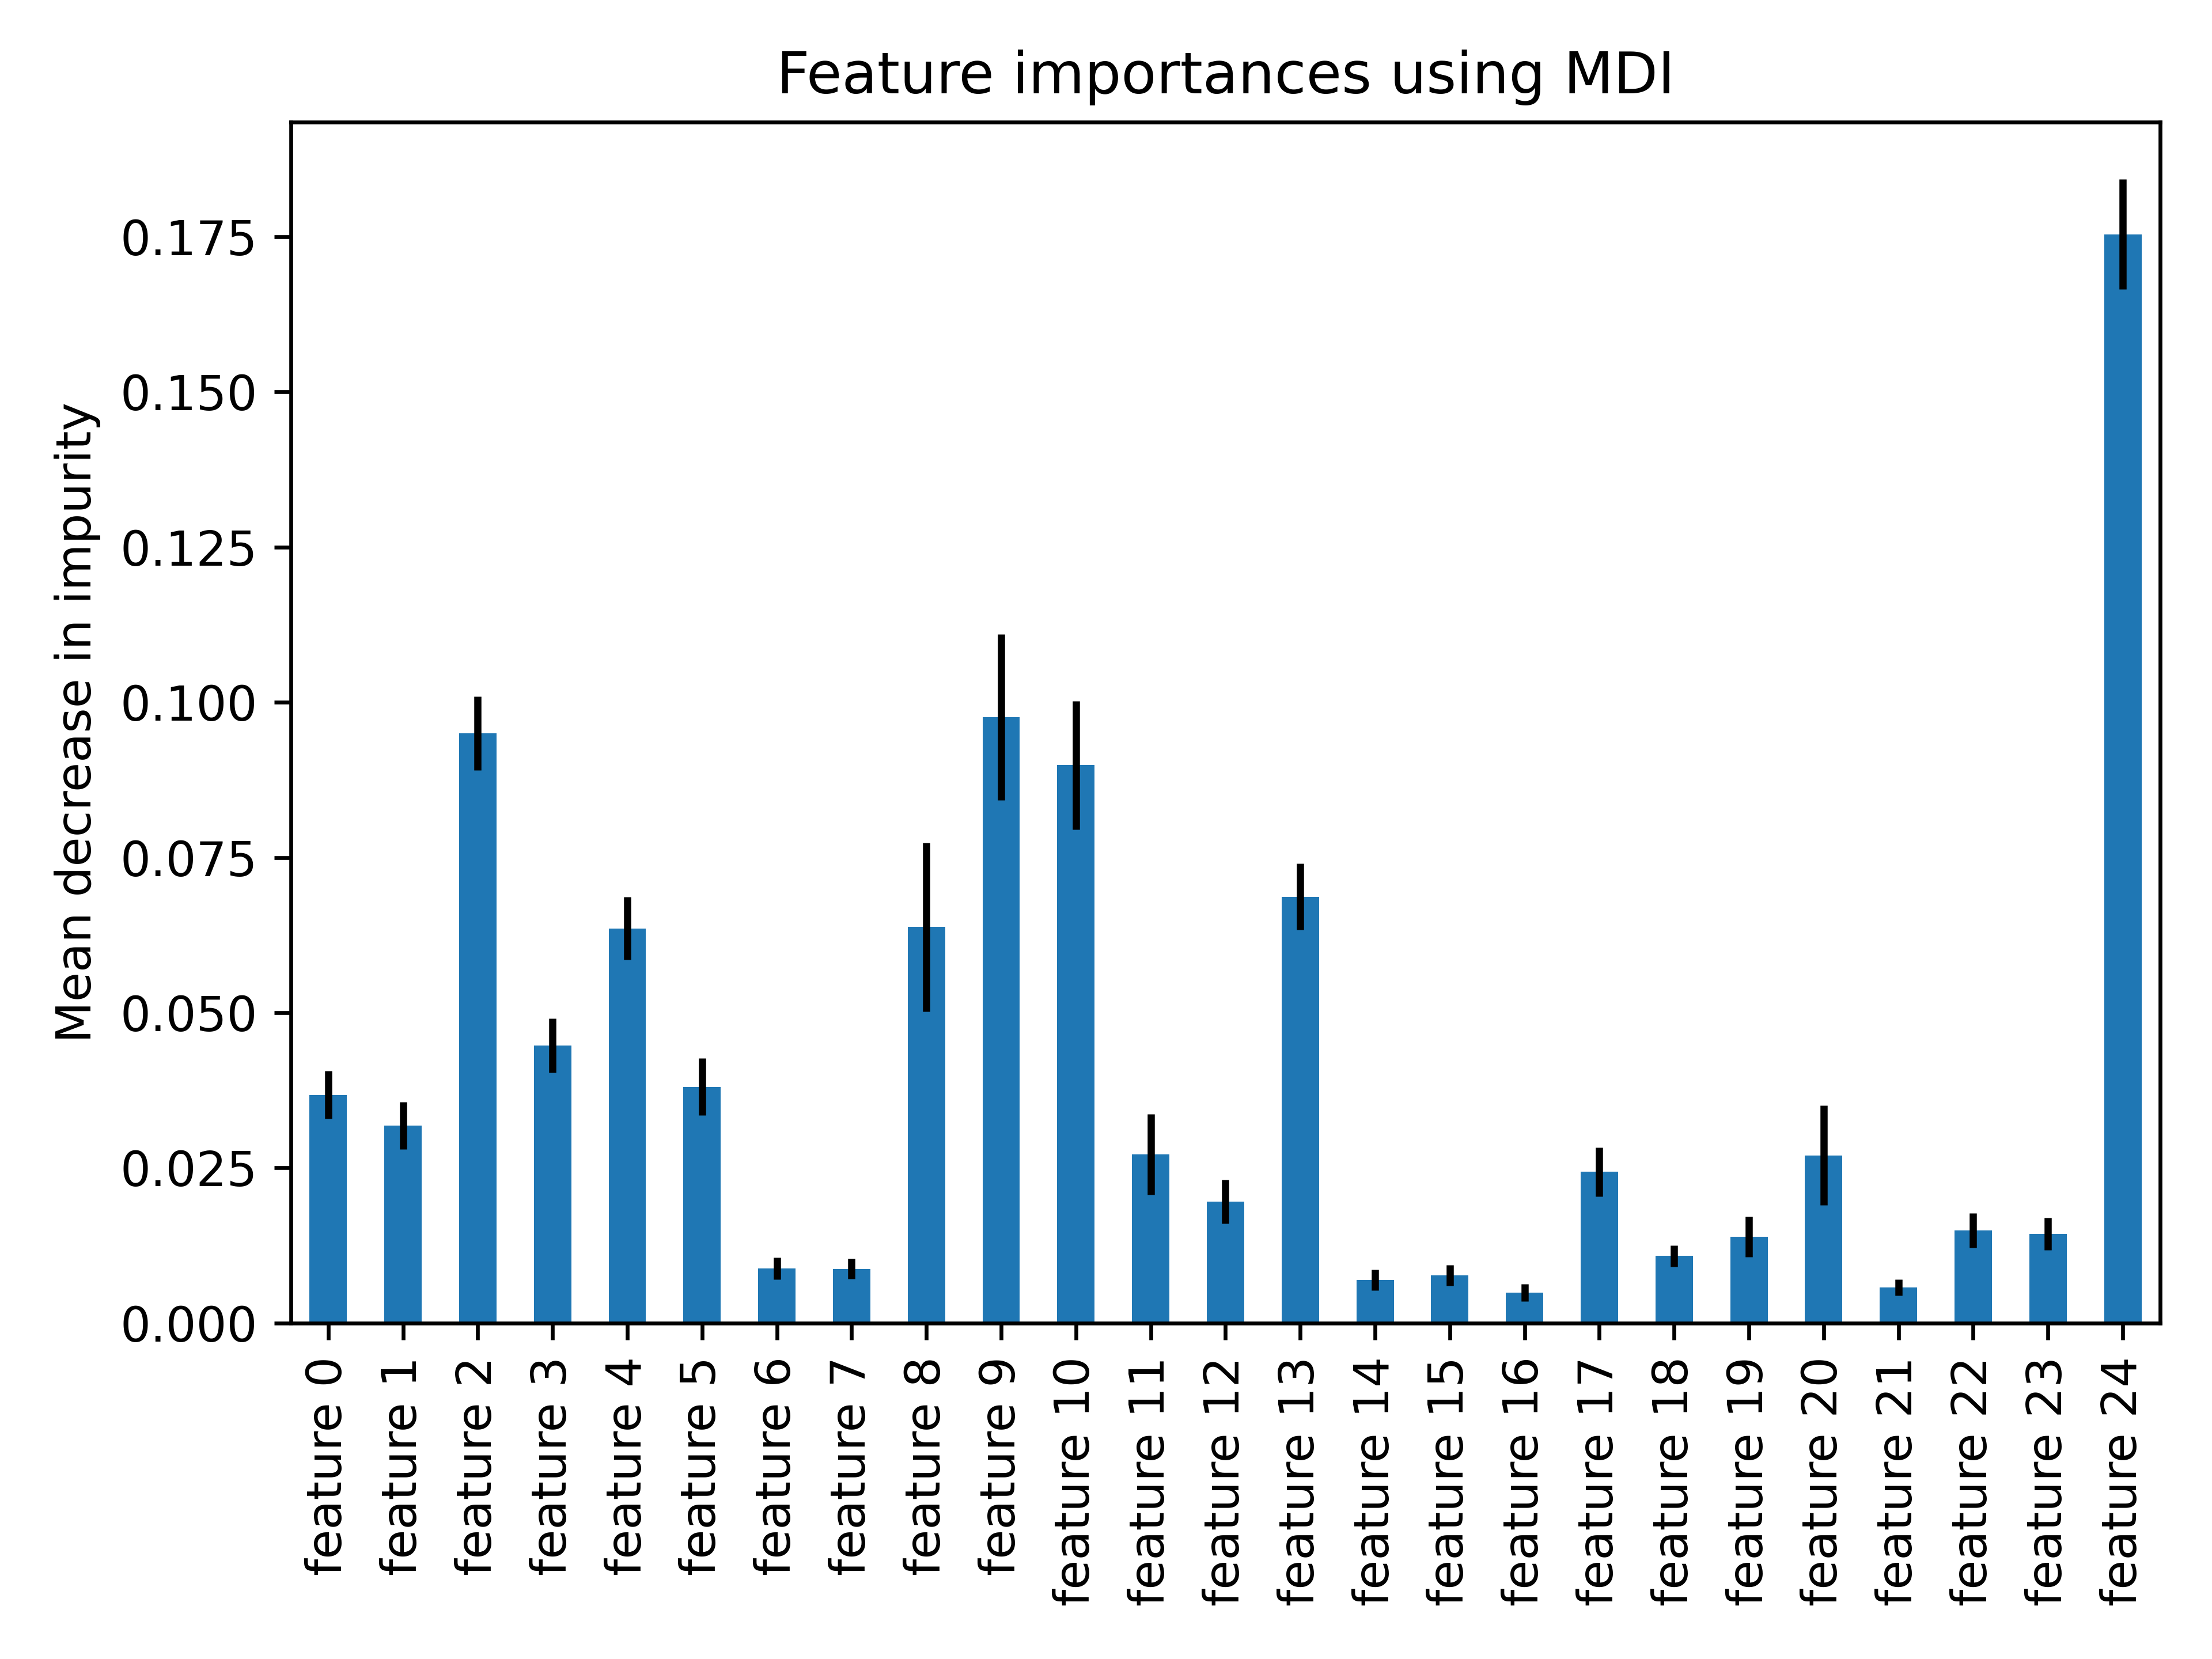 Feature importances using MDI
Mean decrease in impurity
0.175
0.150
0.125
0.100
0.075
0.050
0.025
0.000
feature 0
feature 1
feature 2
feature 3
feature 4
feature 5
feature 6
feature 7
feature 8
feature 9
feature 10
feature 11
feature 12
feature 13
feature 14
feature 15
feature 16
feature 17
feature 18
feature 19
feature 20
feature 21
feature 22
feature 23
feature 24